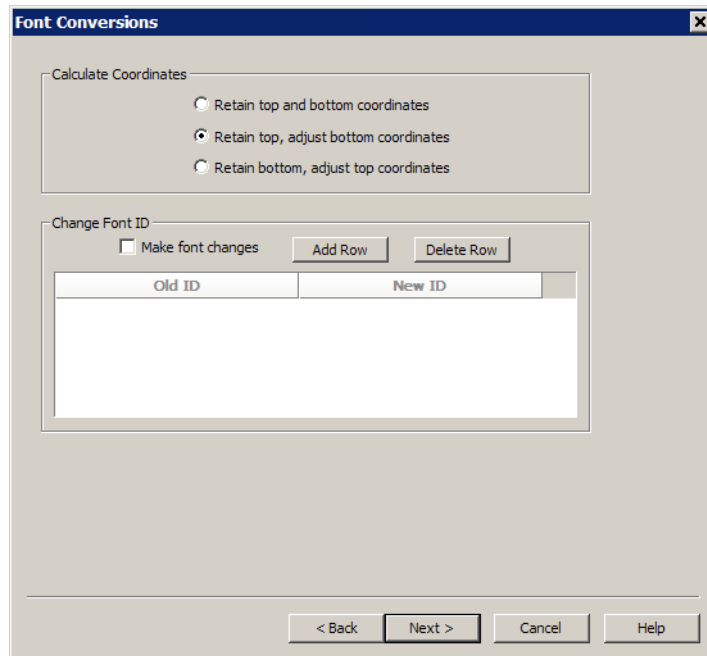 Font Conversions
Calculate Coordinates
Retain top and bottom coordinates
Retain top, adjust bottom coordinates
Retain bottom, adjust top coordinates
Change Font ID
Make font changes Add Row Delete Row
Old ID New ID
< Back Next > Cancel Help